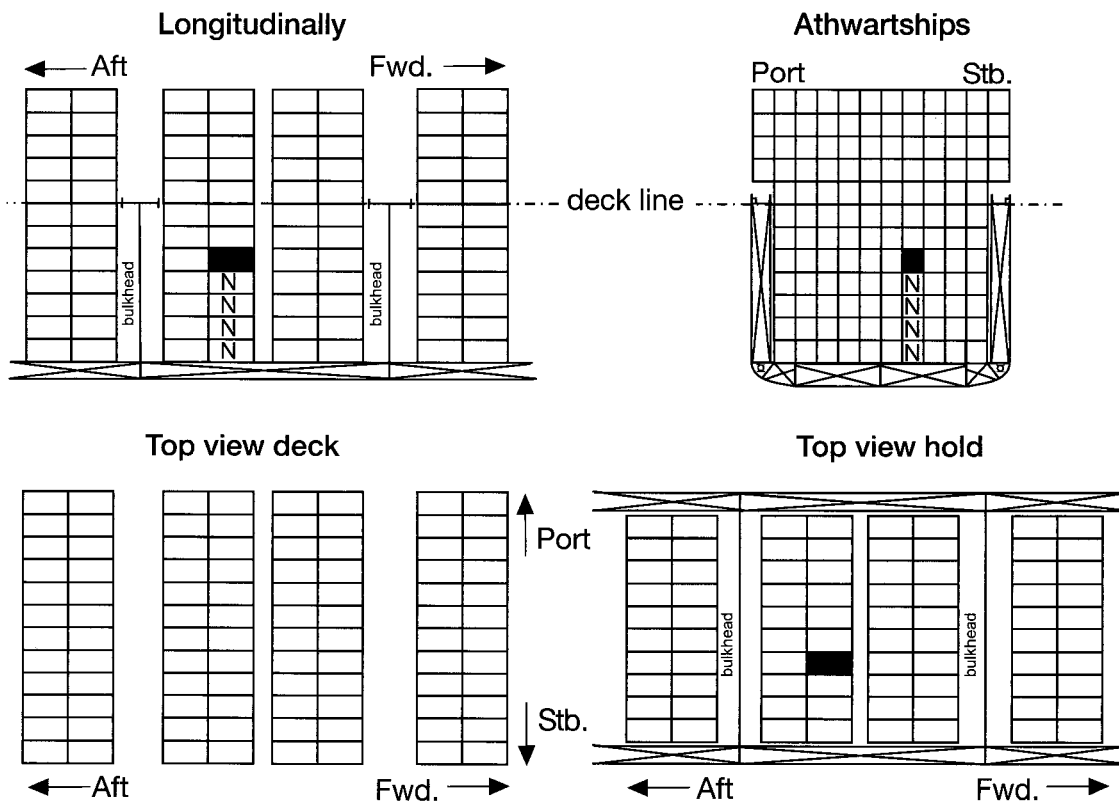 Longitudinally
Athwartships
Aft
Fwd.
Port
Stb.
deck line
bulkhead
bulkhead
N
N
N
N
N
N
N
N
Top view deck
Top view hold
Port
Stb.
bulkhead
bulkhead
Aft
Fwd.
Aft
Fwd.